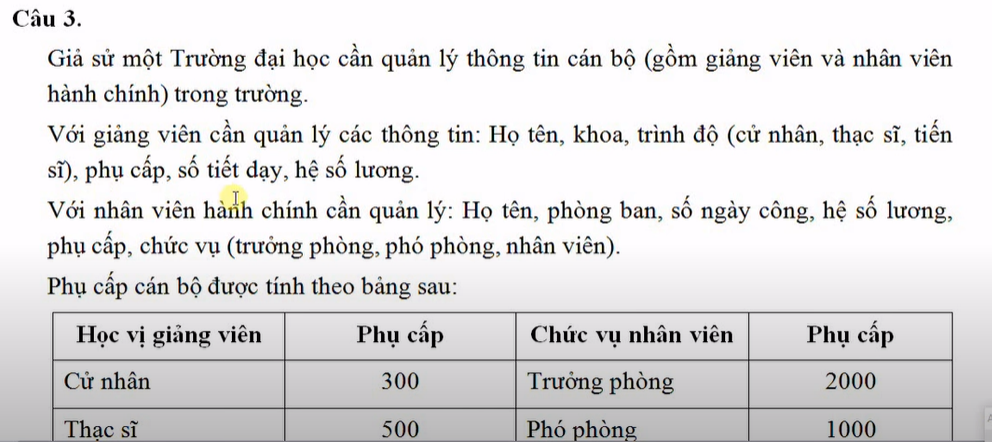 Câu 3.
Giả sử một Trường đại học cần quản lý thông tin cán bộ (gồm giảng viên và nhân viên
hành chính) trong trường.
Với giảng viên cần quản lý các thông tin: Họ tên, khoa, trình độ (cử nhân, thạc sĩ, tiến
sĩ), phụ cấp, số tiết dạy, hệ số lương.
Với nhân viên hành chính cần quản lý: Họ tên, phòng ban, số ngày công, hệ số lương,
phụ cấp, chức vụ (trưởng phòng, phó phòng, nhân viên).
Phụ cấp cán bộ được tính theo bảng sau:
Học vị giảng viên Phụ cấp Chức vụ nhân viên Phụ cấp
Cử nhân 300 Trưởng phòng 2000
Thạc sĩ 500 Phó phòng 1000